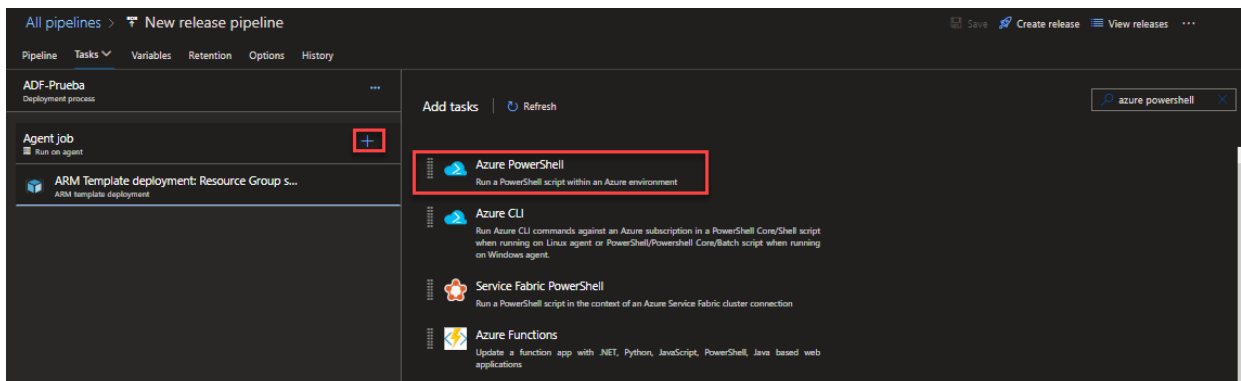 All pipelines > New release pipeline
Save Create release View releases ...
Pipeline Tasks Variables Retention Options History
ADF-Prueba
Deployment process
...
Add tasks | Refresh
azure powershell
Agent job
Run on agent
ARM Template deployment: Resource Group s...
ARM template deployment
Azure PowerShell
Run a PowerShell script within an Azure environment
Azure CLI
Run Azure CLI commands against an Azure subscription in a PowerShell Core/Shell script
when running on Linux agent or PowerShell/Powershell Core/Batch script when running
on Windows agent.
Service Fabric PowerShell
Run a PowerShell script in the context of an Azure Service Fabric cluster connection
Azure Functions
Update a function app with .NET, Python, JavaScript, PowerShell, Java based web
applications